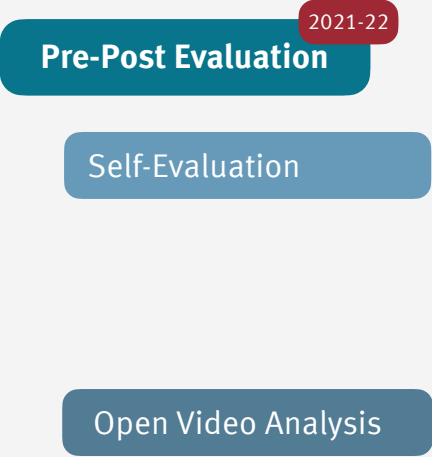 2021-22
Pre-Post Evaluation
Self-Evaluation
Open Video Analysis